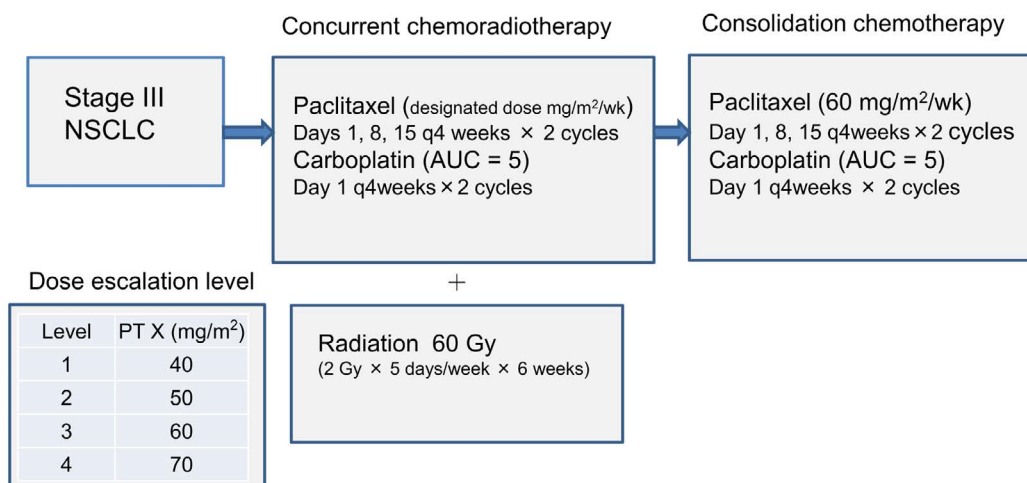 Concurrent chemoradiotherapy
Consolidation chemotherapy
Stage III
NSCLC
Paclitaxel (designated dose mg/m²/wk)
Days 1, 8, 15 q4 weeks × 2 cycles
Carboplatin (AUC = 5)
Day 1 q4weeks × 2 cycles
Paclitaxel (60 mg/m²/wk)
Day 1, 8, 15 q4weeks × 2 cycles
Carboplatin (AUC = 5)
Day 1 q4weeks × 2 cycles
+
Radiation 60 Gy
(2 Gy × 5 days/week × 6 weeks)
Dose escalation level
Level PT X (mg/m²)
1 40
2 50
3 60
4 70